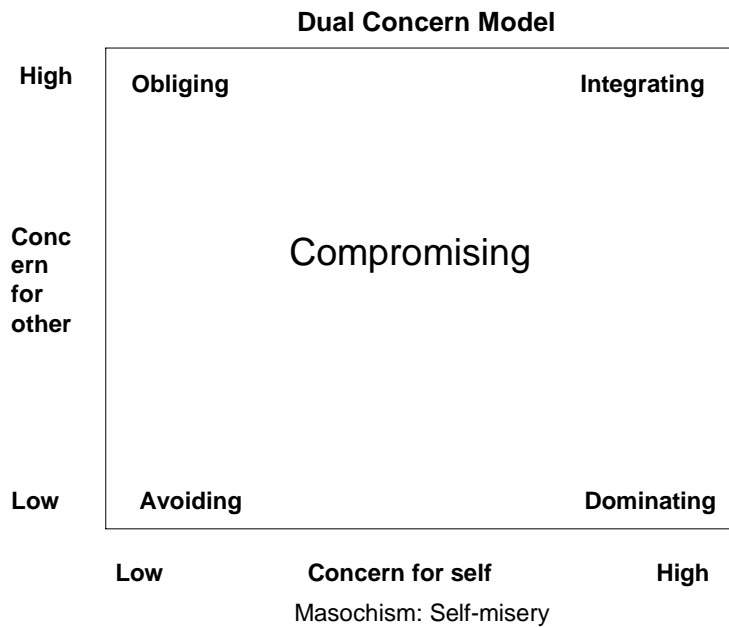 Dual Concern Model
High
Obliging
Integrating
Conc
ern
for
other
Compromising
Low
Avoiding
Dominating
Low
Concern for self
High
Masochism: Self-misery